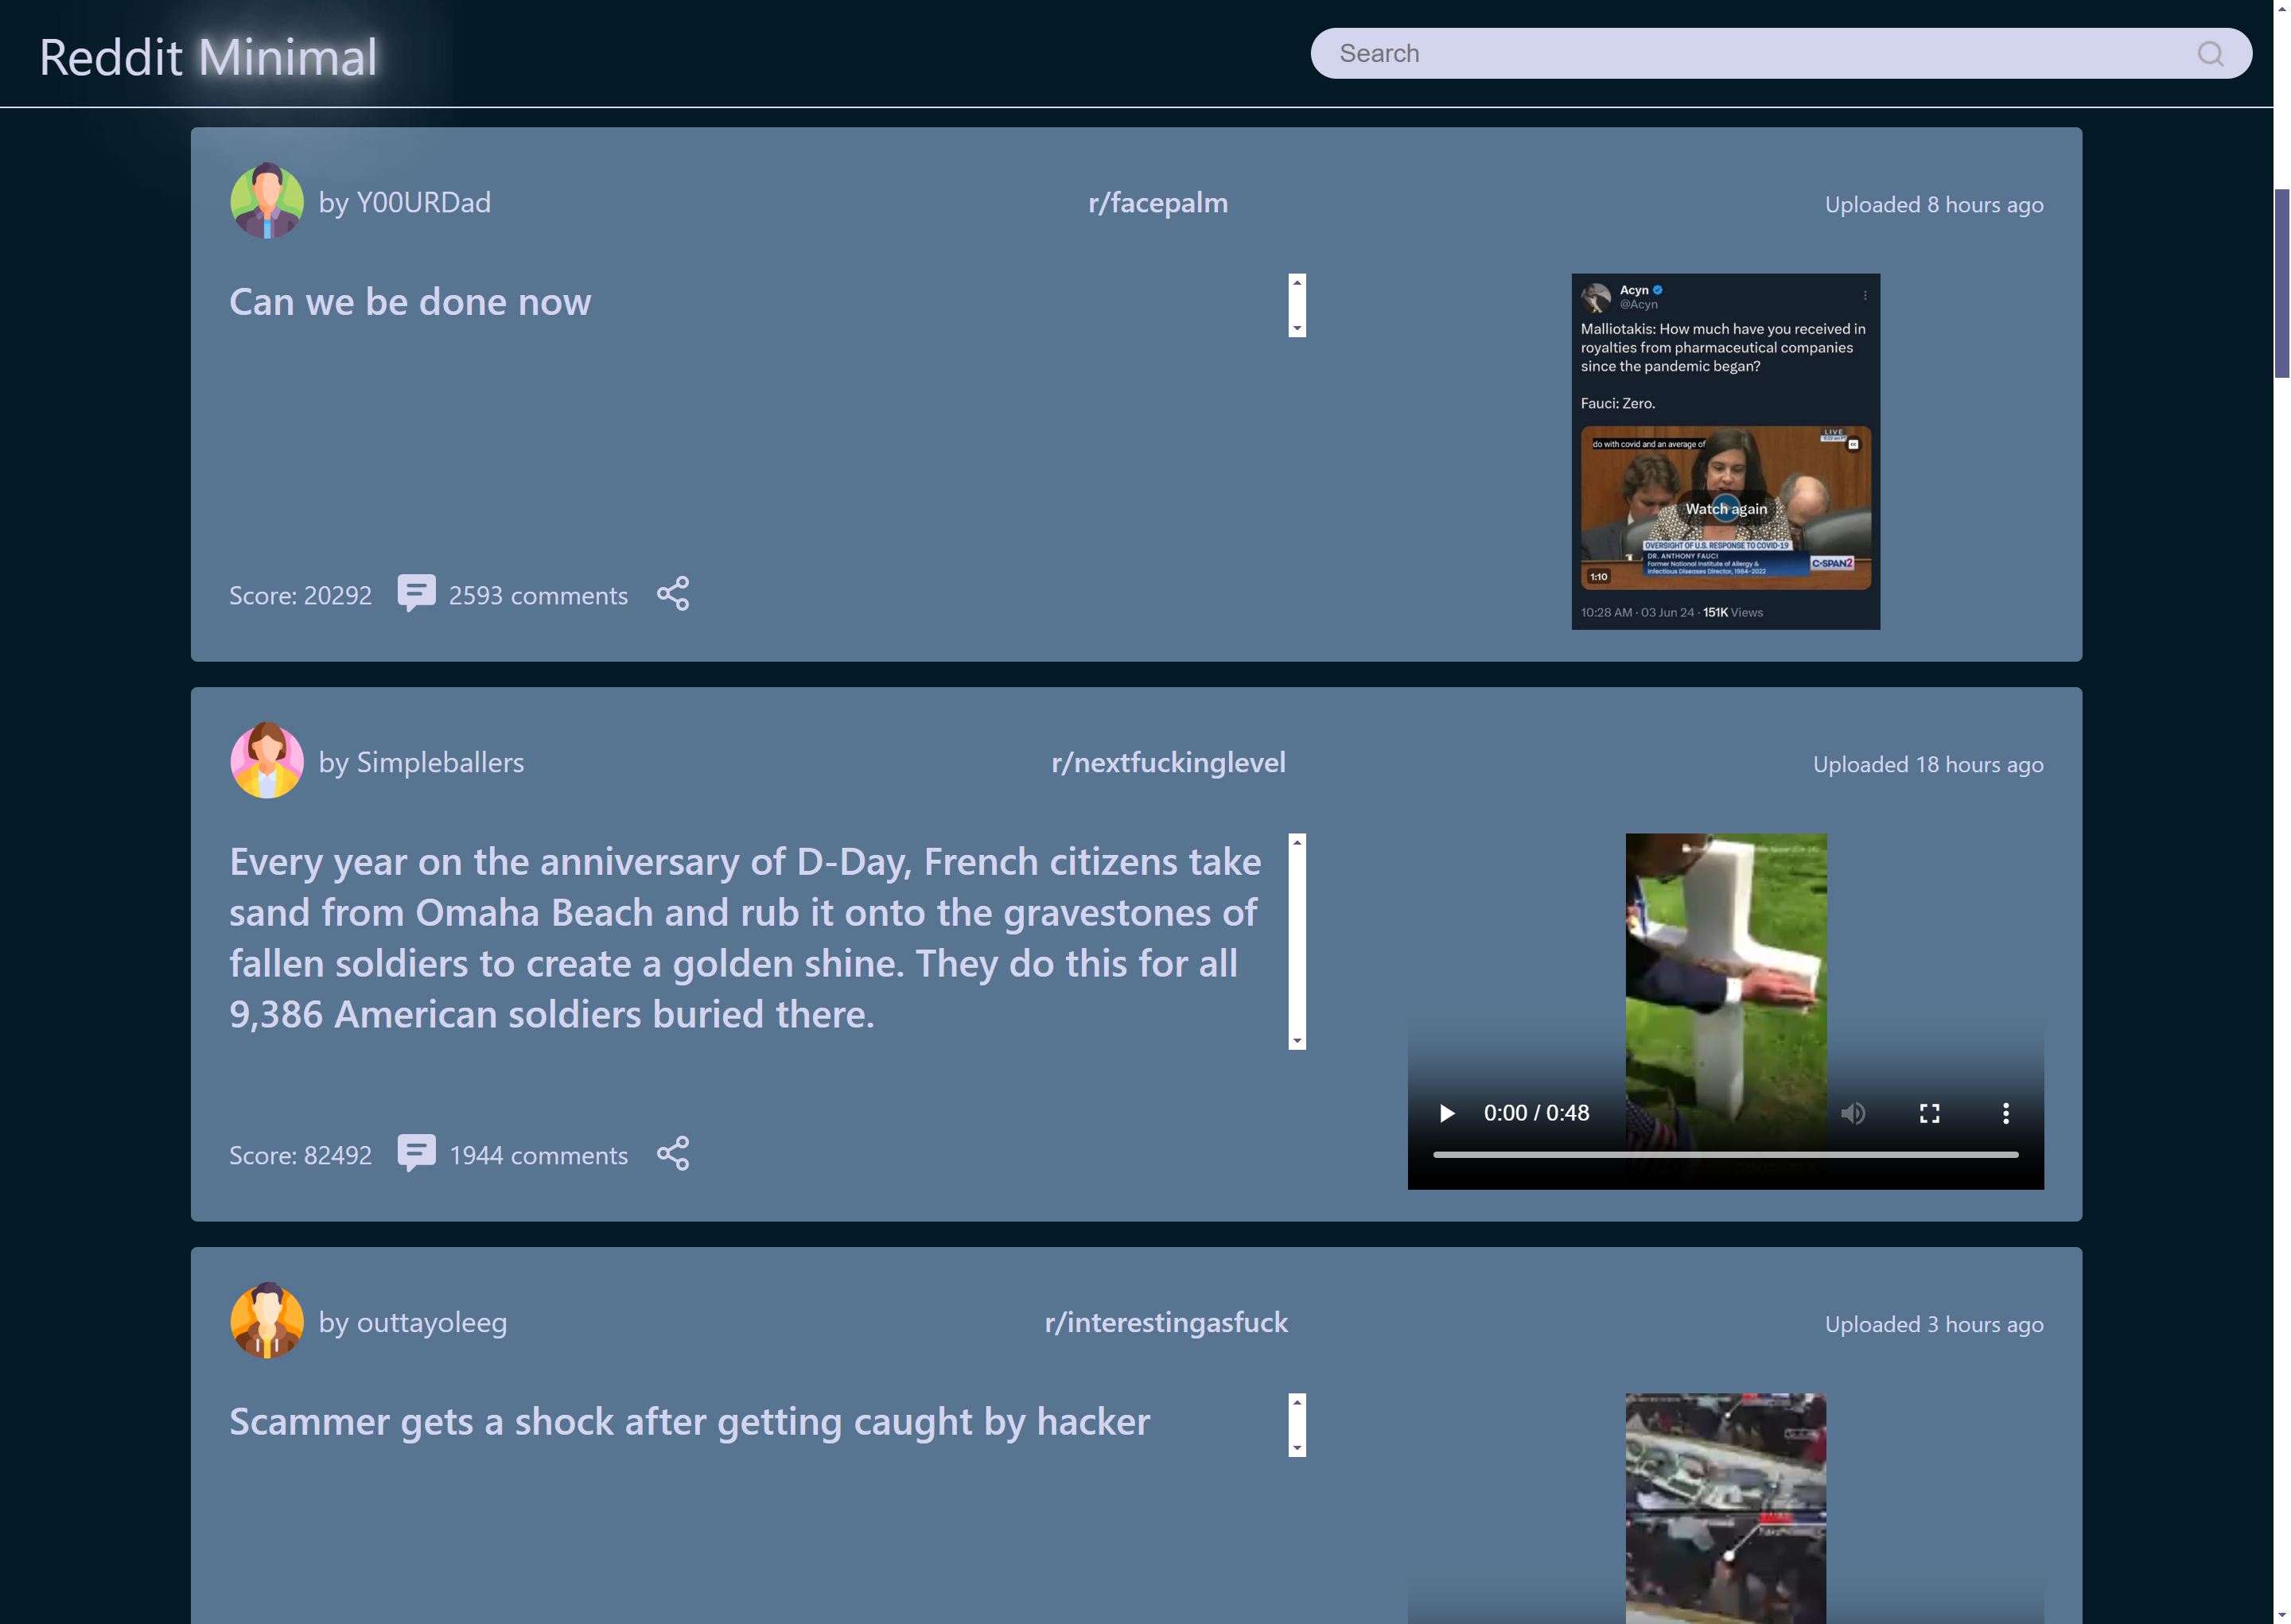 Reddit Minimal
Search
by Y00URDad
r/facepalm
Uploaded 8 hours ago
Can we be done now
Acyn
@Acyn
Malliotakis: How much have you received in
royalties from pharmaceutical companies
since the pandemic began?
Fauci: Zero.
do with covid and an average of
LIVE
Watch again
OVERSIGHT OF U.S. RESPONSE TO COVID-19
DR. ANTHONY FAUCI
Former National Institute of Allergy &
Infectious Diseases Director, 1984-2022
C-SPAN2
1:10
10:28 AM · 03 Jun 24 · 151K Views
Score: 20292
2593 comments
by Simpleballers
r/nextfuckinglevel
Uploaded 18 hours ago
Every year on the anniversary of D-Day, French citizens take
sand from Omaha Beach and rub it onto the gravestones of
fallen soldiers to create a golden shine. They do this for all
9,386 American soldiers buried there.
0:00 / 0:48
Score: 82492
1944 comments
by outtayoleeg
r/interestingasfuck
Uploaded 3 hours ago
Scammer gets a shock after getting caught by hacker